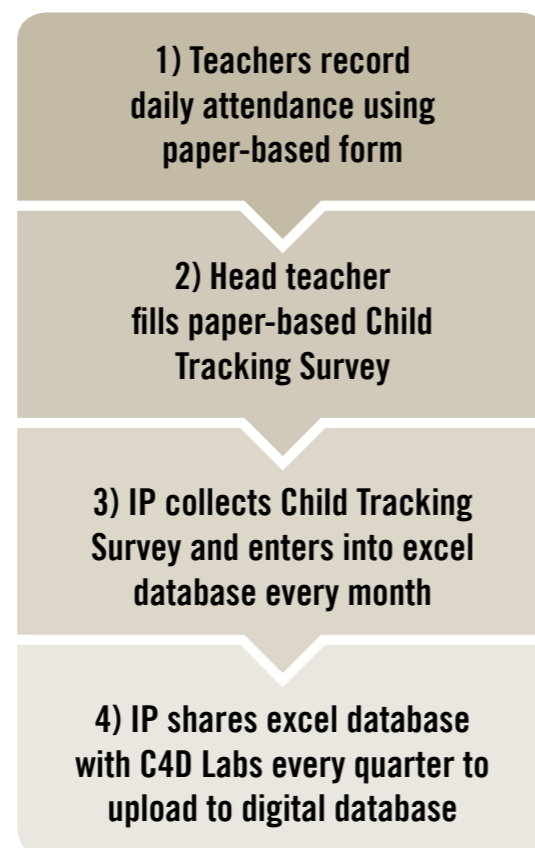 1) Teachers record
daily attendance using
paper-based form
2) Head teacher
fills paper-based Child
Tracking Survey
3) IP collects Child Tracking
Survey and enters into excel
database every month
4) IP shares excel database
with C4D Labs every quarter to
upload to digital database